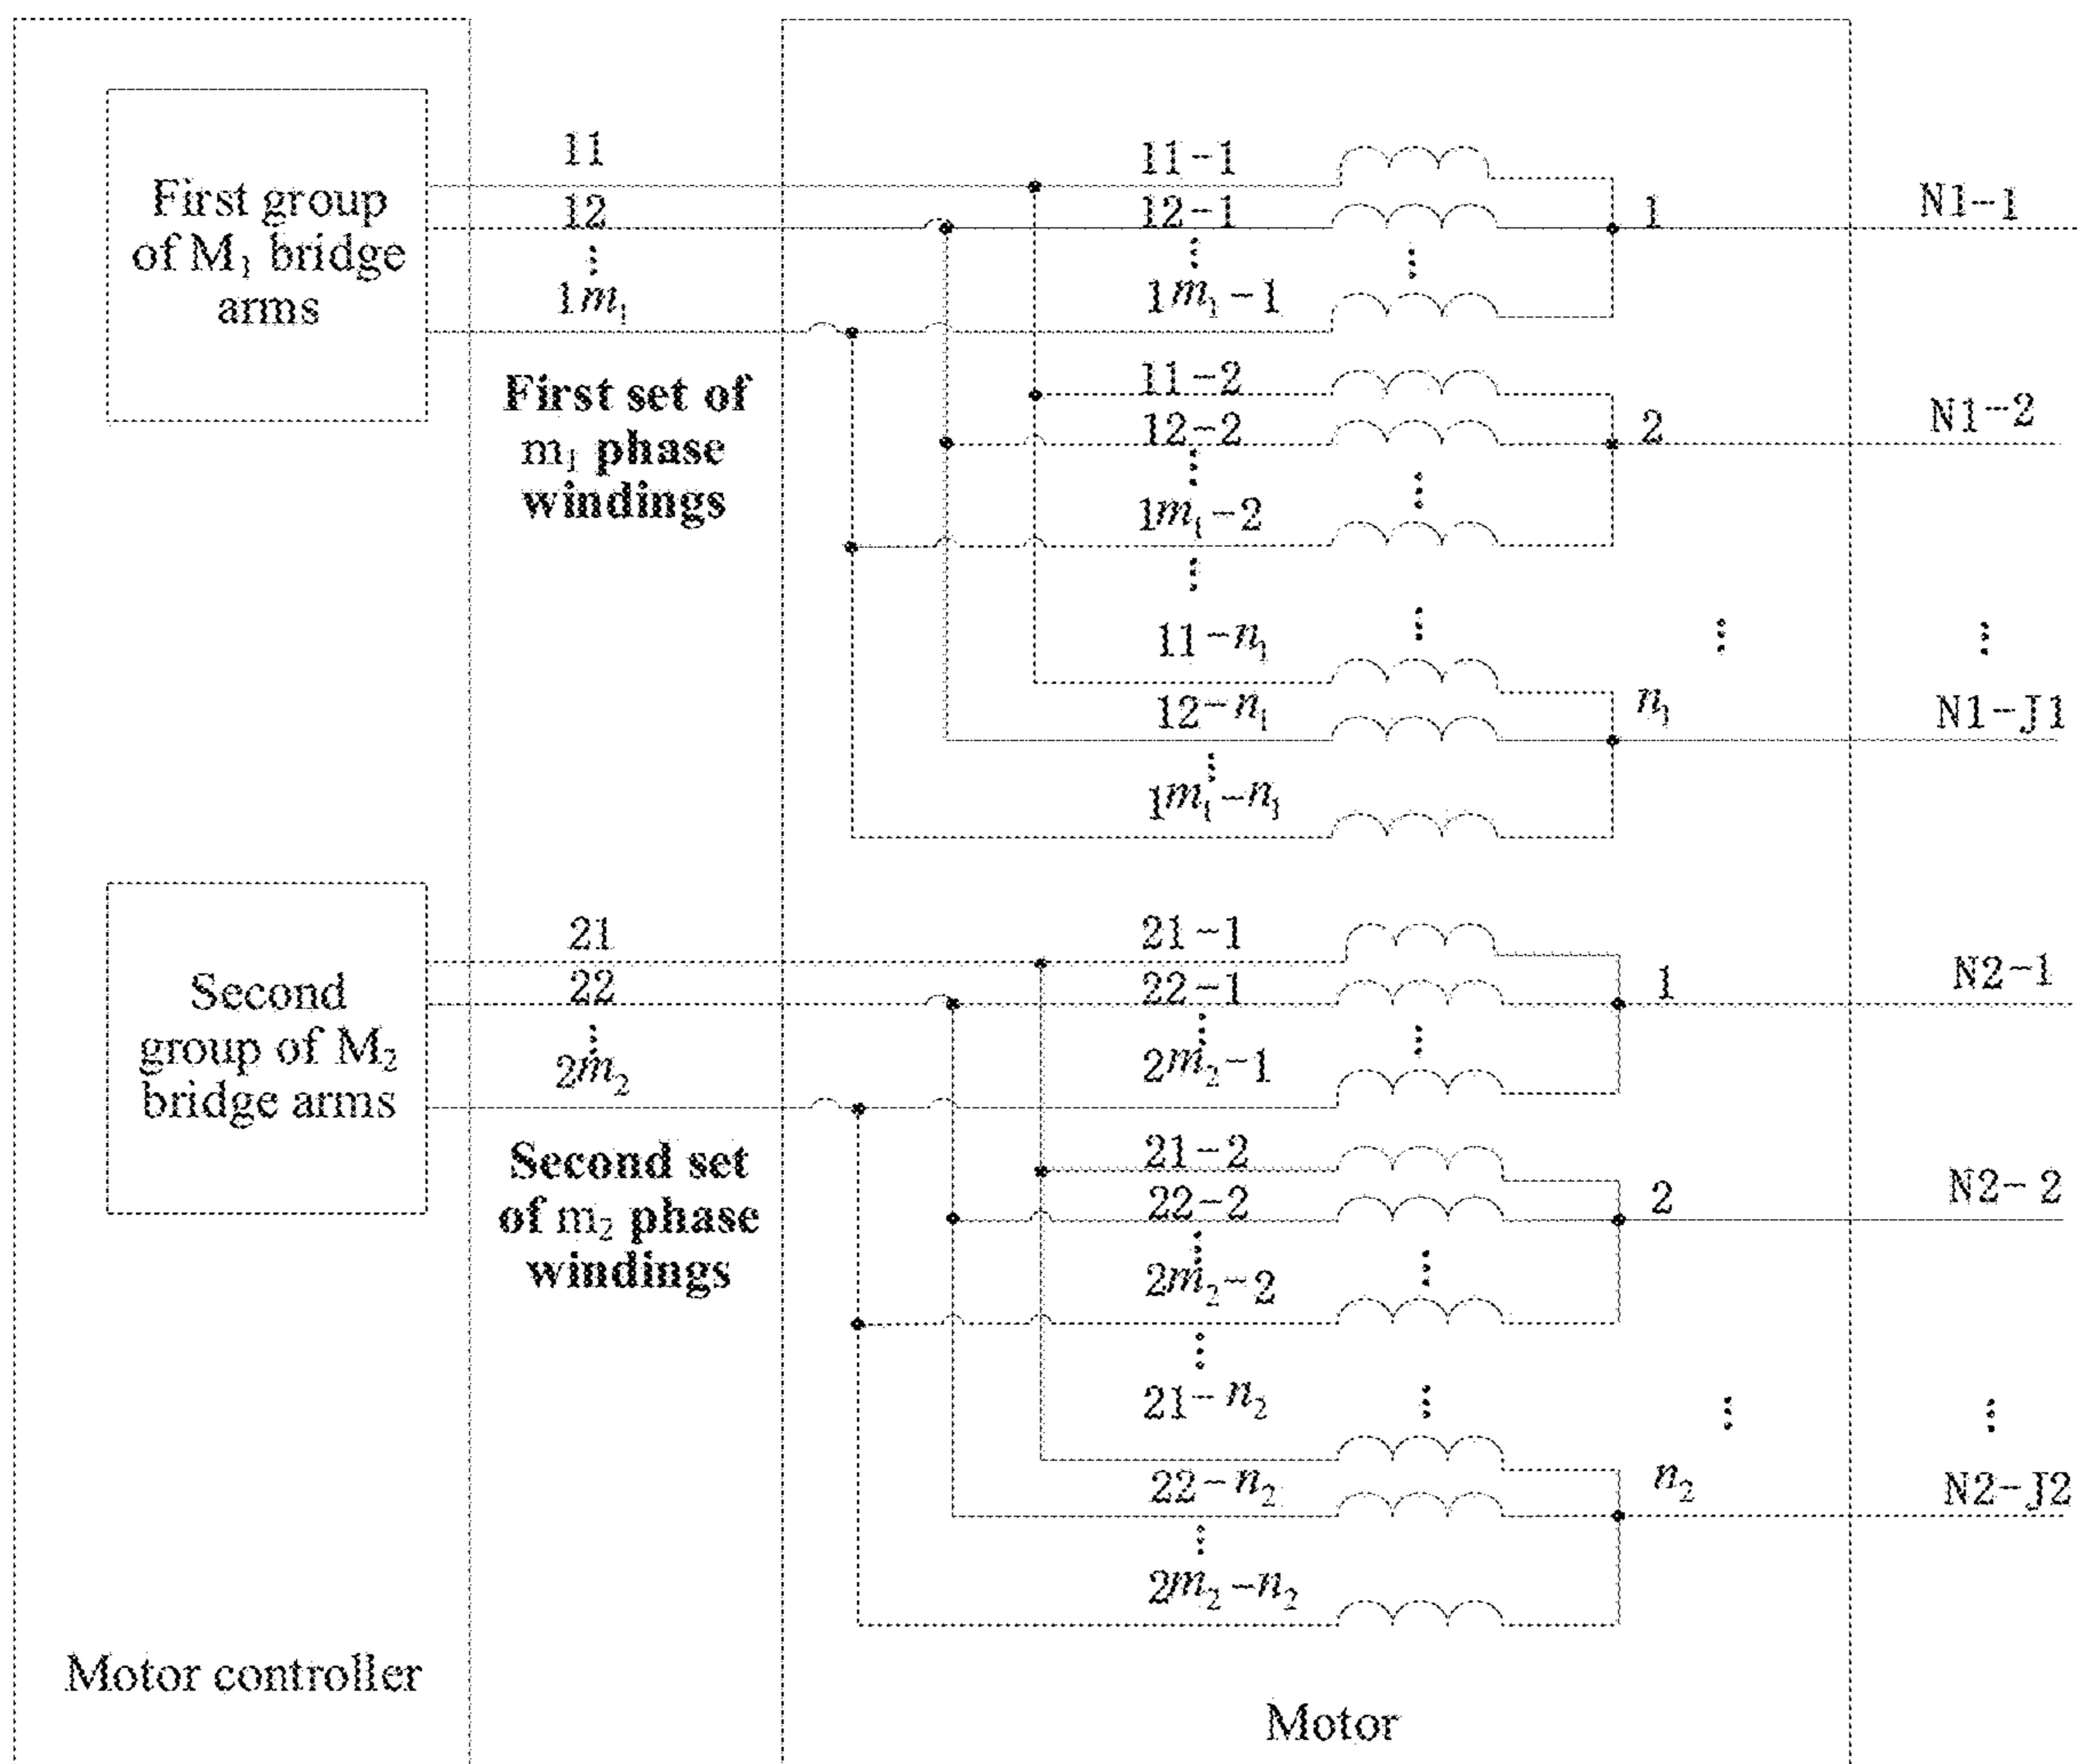 First group
of M₁ bridge
arms
11
12
⋮
1m₁
First set of
m₁ phase
windings
11-1
12-1
⋮
1m₁-1
⋮
1
N1-1
11-2
12-2
⋮
1m₁-2
⋮
2
N1-2
⋮
⋮
⋮
⋮
11-n₁
12-n₁
⋮
1m₁-n₁
n₁
N1-J1
Second
group of M₂
bridge arms
21
22
⋮
2m₂
Second set
of m₂ phase
windings
21-1
22-1
⋮
2m₂-1
⋮
1
N2-1
21-2
22-2
⋮
2m₂-2
⋮
2
N2-2
⋮
⋮
⋮
⋮
21-n₂
22-n₂
⋮
2m₂-n₂
n₂
N2-J2
Motor controller
Motor